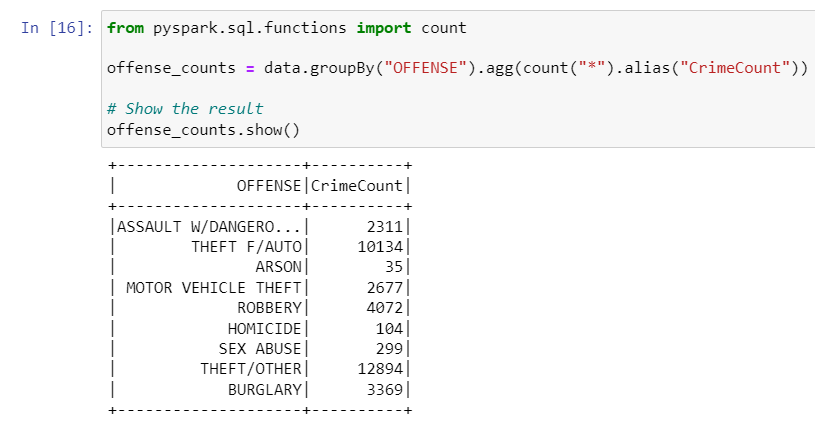 In [16]: from pyspark.sql.functions import count
offense_counts = data.groupBy("OFFENSE").agg(count("*").alias("CrimeCount"))
# Show the result
offense_counts.show()
+--------------------+----------+
|             OFFENSE|CrimeCount|
+--------------------+----------+
|ASSAULT W/DANGERO...|      2311|
|        THEFT F/AUTO|     10134|
|               ARSON|        35|
| MOTOR VEHICLE THEFT|      2677|
|             ROBBERY|      4072|
|            HOMICIDE|       104|
|           SEX ABUSE|       299|
|         THEFT/OTHER|     12894|
|            BURGLARY|      3369|
+--------------------+----------+